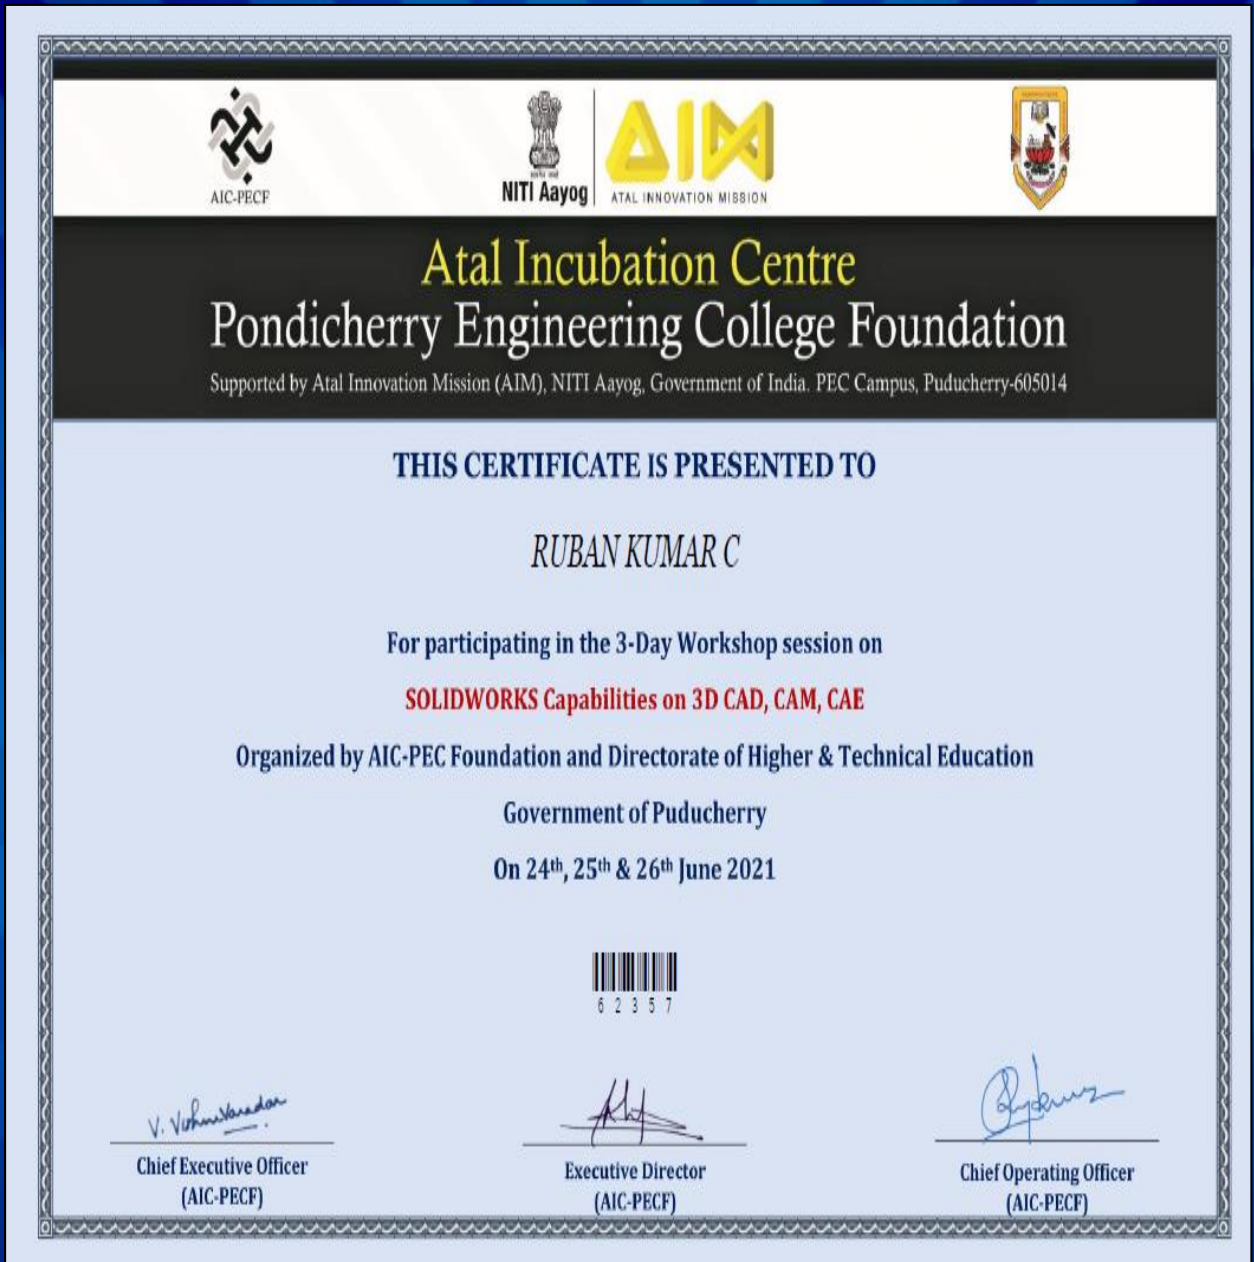 AIC-PECF
NITI Aayog
AIM
ATAL INNOVATION MISSION
Atal Incubation Centre
Pondicherry Engineering College Foundation
Supported by Atal Innovation Mission (AIM), NITI Aayog, Government of India. PEC Campus, Puducherry-605014
THIS CERTIFICATE IS PRESENTED TO
RUBAN KUMAR C
For participating in the 3-Day Workshop session on
SOLIDWORKS Capabilities on 3D CAD, CAM, CAE
Organized by AIC-PEC Foundation and Directorate of Higher & Technical Education
Government of Puducherry
On 24th, 25th & 26th June 2021
62357
Chief Executive Officer
(AIC-PECF)
Executive Director
(AIC-PECF)
Chief Operating Officer
(AIC-PECF)